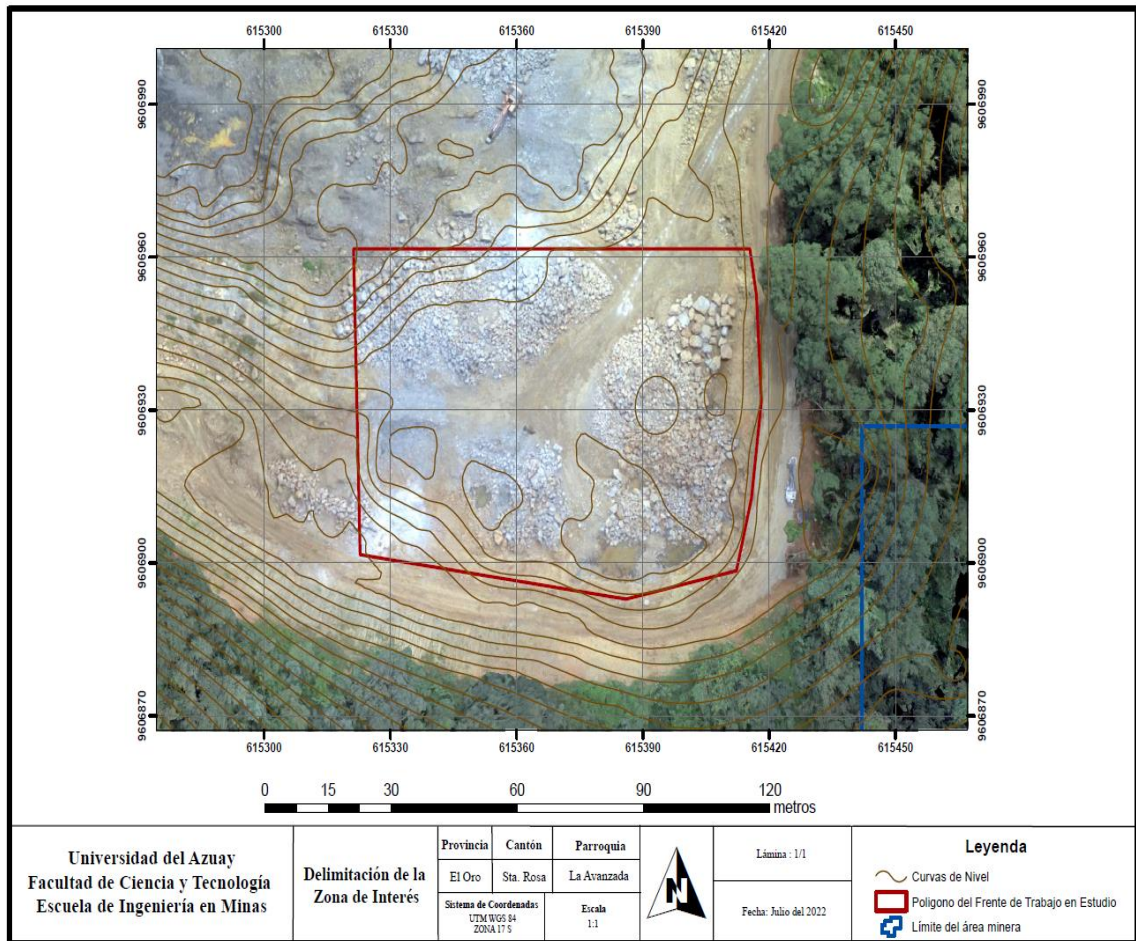 615300 615330 615360 615390 615420 615450
9606990 9606990
9606960 9606960
9606930 9606930
9606900 9606900
9606870 9606870
615300 615330 615360 615390 615420 615450
0 15 30 60 90 120
metros
Universidad del Azuay
Facultad de Ciencia y Tecnología
Escuela de Ingeniería en Minas
Delimitación de la
Zona de Interés
Provincia Cantón Parroquia
El Oro Sta. Rosa La Avanzada
Sistema de Coordenadas
UTM WGS 84
ZONA 17 S
Escala
1:1
N
Lámina : 1/1
Fecha: Julio del 2022
Leyenda
Curvas de Nivel
Poligono del Frente de Trabajo en Estudio
Límite del área minera